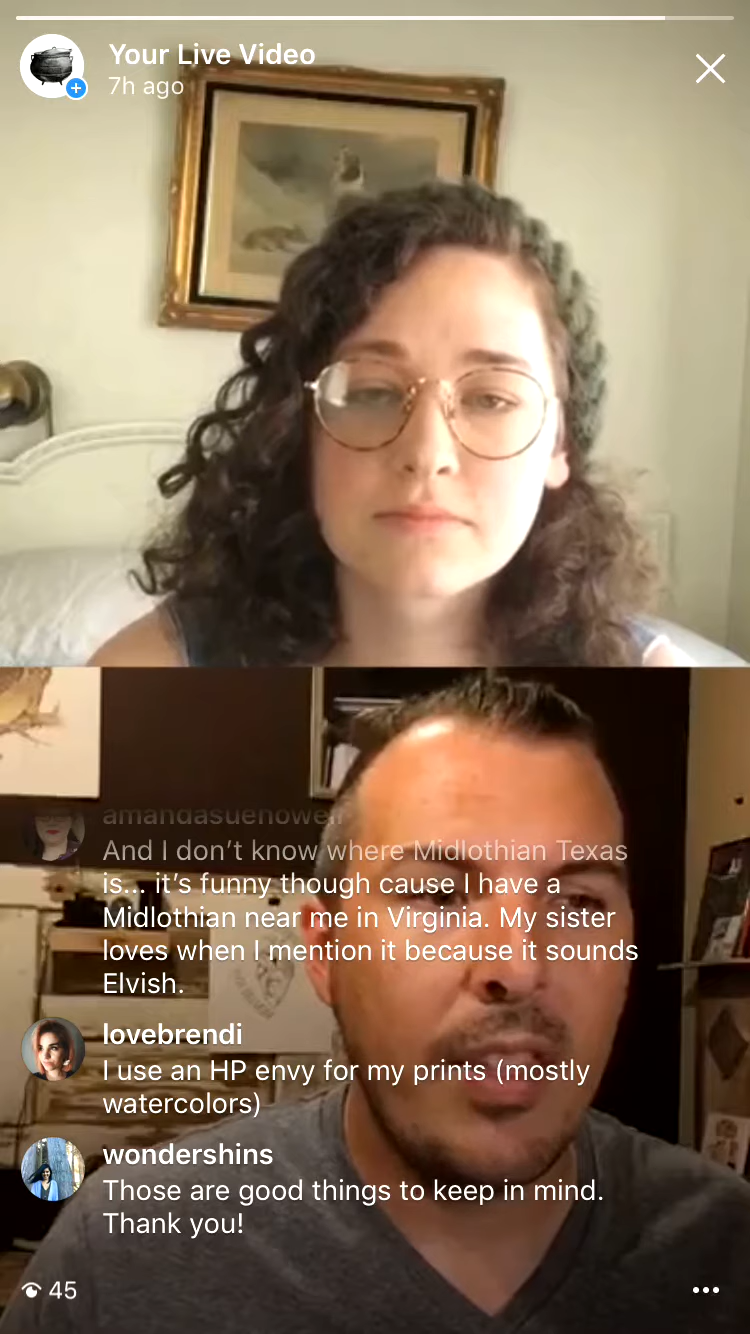 Your Live Video
7h ago
amandasuehowell
And I don’t know where Midlothian Texas
is... it’s funny though cause I have a
Midlothian near me in Virginia. My sister
loves when I mention it because it sounds
Elvish.
lovebrendi
I use an HP envy for my prints (mostly
watercolors)
wondershins
Those are good things to keep in mind.
Thank you!
45